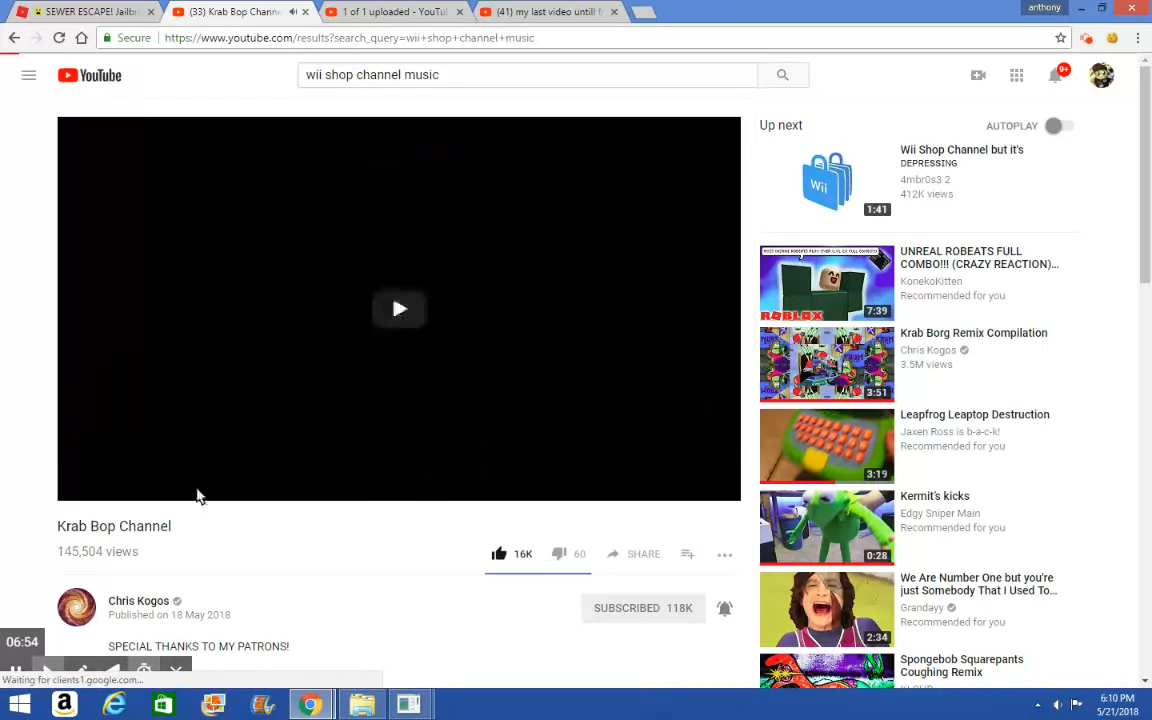 SEWER ESCAPE! Jailbr
(33) Krab Bop Channe
1 of 1 uploaded - YouTu
(41) my last video untill f
anthony
Secure
https://www.youtube.com/results?search_query=wii+shop+channel+music
YouTube
wii shop channel music
9+
Up next
AUTOPLAY
Wii Shop Channel but it's
DEPRESSING
4mbr0s3 2
412K views
Wii
1:41
UNREAL ROBEATS FULL
COMBO!!! (CRAZY REACTION)...
KonekoKitten
Recommended for you
ROBLOX
7:39
Krab Borg Remix Compilation
Chris Kogos
3.5M views
3:51
Leapfrog Leaptop Destruction
Jaxen Ross is b-a-c-k!
Recommended for you
3:19
Kermit's kicks
Edgy Sniper Main
Recommended for you
0:28
We Are Number One but you're
just Somebody That I Used To...
Grandayy
Recommended for you
2:34
Spongebob Squarepants
Coughing Remix
Krab Bop Channel
145,504 views
16K
60
SHARE
Chris Kogos
Published on 18 May 2018
SUBSCRIBED 118K
SPECIAL THANKS TO MY PATRONS!
06:54
Waiting for clients1.google.com...
6:10 PM
5/21/2018